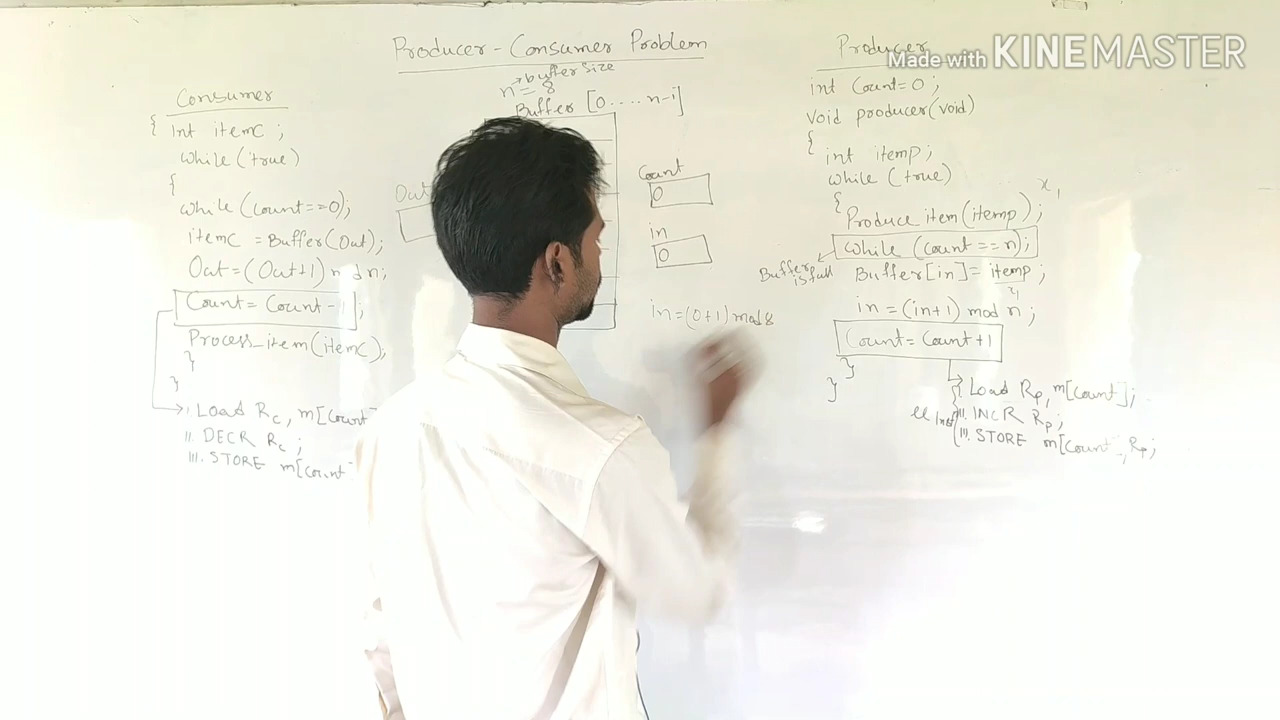 Producer-Consumer Problem
Consumer
{ Int itemc ;
while(true)
{
while(count==0);
itemc = Buffer(Out);
Out=(Out+1) mod n;
Count= Count-1;
Process_item(itemc);
}
}
I. Load Rc, m[count
II. DECR Rc ;
III. STORE m[count
→buffer size
n = 8
Buffer [0.....n-1]
Out
Count
0
in
0
in=(0+1) mod 8
Producer
Made with KINEMASTER
int Count=0;
void producer(void)
{
int itemp;
while (true)
{ Produce item(itemp); x1
while (count==n);
Buffer is full
Buffer[in]=itemp;
x1
in=(in+1) mod n;
Count= Count+1
}
}
I. Load Rp, m[count];
II. INCR Rp;
III. STORE m[count], Rp;